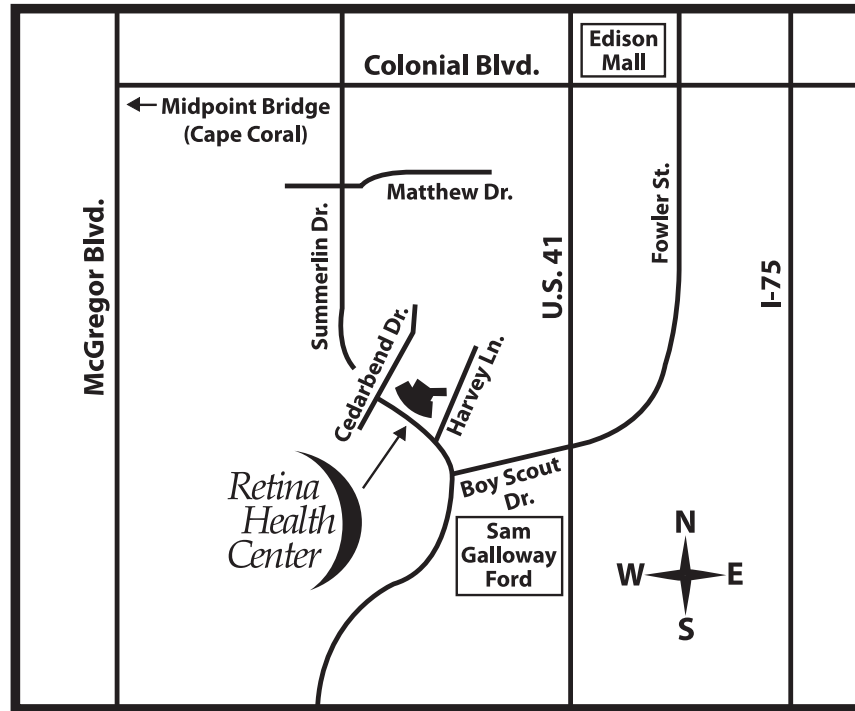 Colonial Blvd.
Edison
Mall
Midpoint Bridge
(Cape Coral)
Matthew Dr.
McGregor Blvd.
Summerlin Dr.
U.S. 41
Fowler St.
I-75
Cedarbend Dr.
Harvey Ln.
Retina
Health
Center
Boy Scout
Dr.
Sam
Galloway
Ford
N
W
E
S